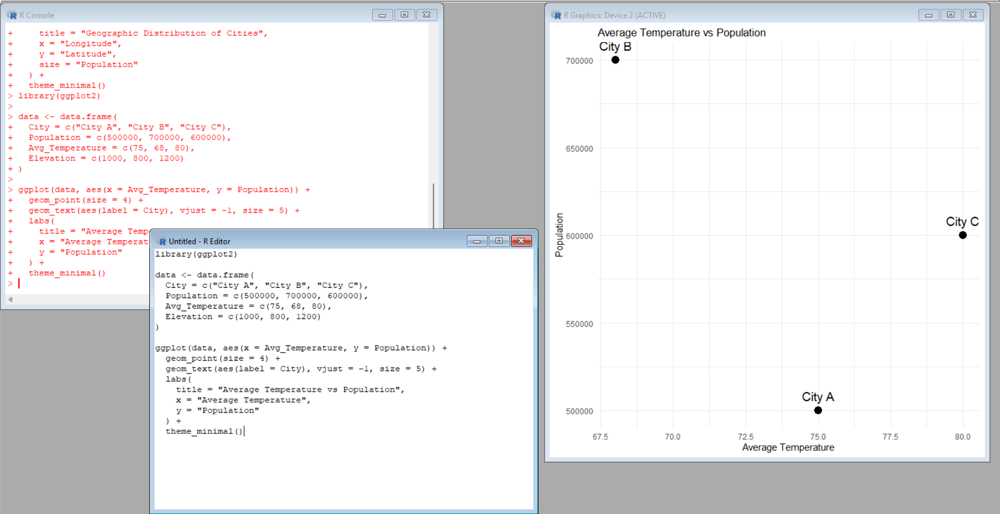 R Console
+     title = "Geographic Distribution of Cities",
+     x = "Longitude",
+     y = "Latitude",
+     size = "Population"
+   ) +
+   theme_minimal()
> library(ggplot2)
>
> data <- data.frame(
+   City = c("City A", "City B", "City C"),
+   Population = c(500000, 700000, 600000),
+   Avg_Temperature = c(75, 68, 80),
+   Elevation = c(1000, 800, 1200)
+ )
>
> ggplot(data, aes(x = Avg_Temperature, y = Population)) +
+   geom_point(size = 4) +
+   geom_text(aes(label = City), vjust = -1, size = 5) +
+   labs(
+     title = "Average Temp
+     x = "Average Temperat
+     y = "Population"
+   ) +
+   theme_minimal()
>
Untitled - R Editor
library(ggplot2)
data <- data.frame(
  City = c("City A", "City B", "City C"),
  Population = c(500000, 700000, 600000),
  Avg_Temperature = c(75, 68, 80),
  Elevation = c(1000, 800, 1200)
)
ggplot(data, aes(x = Avg_Temperature, y = Population)) +
  geom_point(size = 4) +
  geom_text(aes(label = City), vjust = -1, size = 5) +
  labs(
    title = "Average Temperature vs Population",
    x = "Average Temperature",
    y = "Population"
  ) +
  theme_minimal()
R Graphics: Device 2 (ACTIVE)
Average Temperature vs Population
City B
700000
650000
City C
600000
Population
550000
City A
500000
67.5 70.0 72.5 75.0 77.5 80.0
Average Temperature